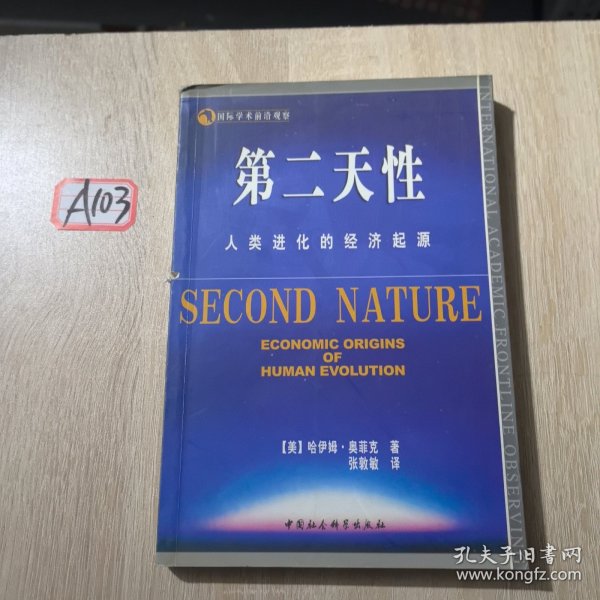 A103
国际学术前沿观察
第二天性
人类进化的经济起源
SECOND NATURE
ECONOMIC ORIGINS
OF
HUMAN EVOLUTION
【美】哈伊姆·奥菲克 著
张敦敏 译
中国社会科学出版社
INTERNATIONAL ACADEMIC FRONTLINE OBSERVIN
孔夫子旧书网
www.kongfz.com